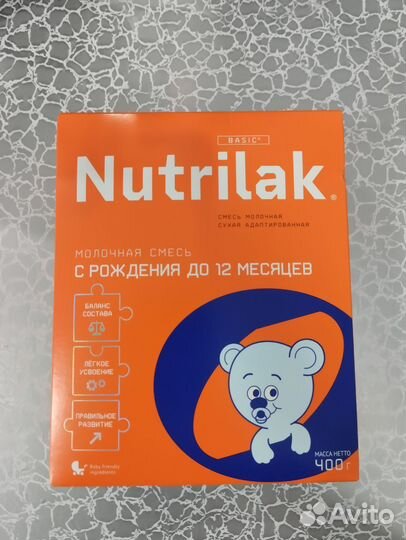 BASIC®
Nutrilak®
СМЕСЬ МОЛОЧНАЯ
СУХАЯ АДАПТИРОВАННАЯ
МОЛОЧНАЯ СМЕСЬ
С РОЖДЕНИЯ ДО 12 МЕСЯЦЕВ
БАЛАНС
СОСТАВА
ЛЁГКОЕ
УСВОЕНИЕ
ПРАВИЛЬНОЕ
РАЗВИТИЕ
Baby friendly
ingredients
МАССА НЕТТО
400 г
Avito